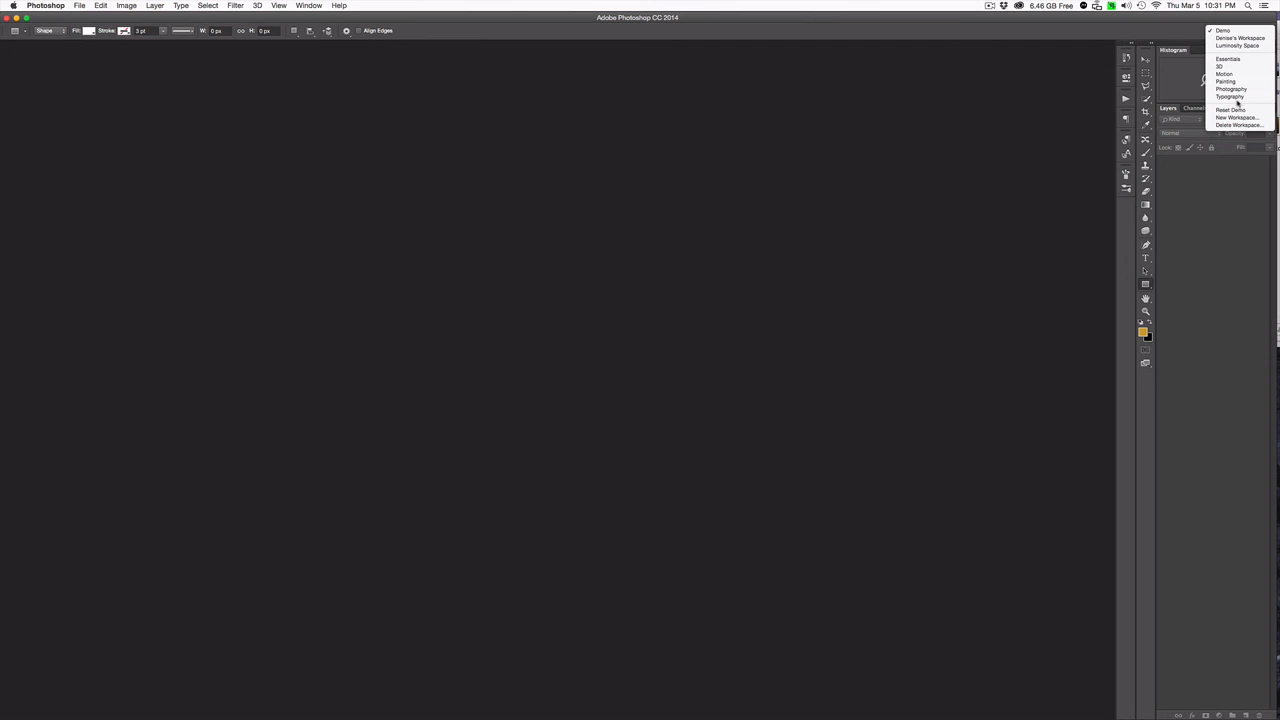 Photoshop File Edit Image Layer Type Select Filter 3D View Window Help 6.46 GB Free Thu Mar 5 10:31 PM
Adobe Photoshop CC 2014
Shape Fill: Stroke: 3 pt W: 0 px H: 0 px Align Edges
Demo
Denise's Workspace
Luminosity Space
Essentials
3D
Motion
Painting
Photography
Typography
Reset Demo
New Workspace...
Delete Workspace...
Histogram
Layers Channels
Kind
Normal Opacity:
Lock: Fill: